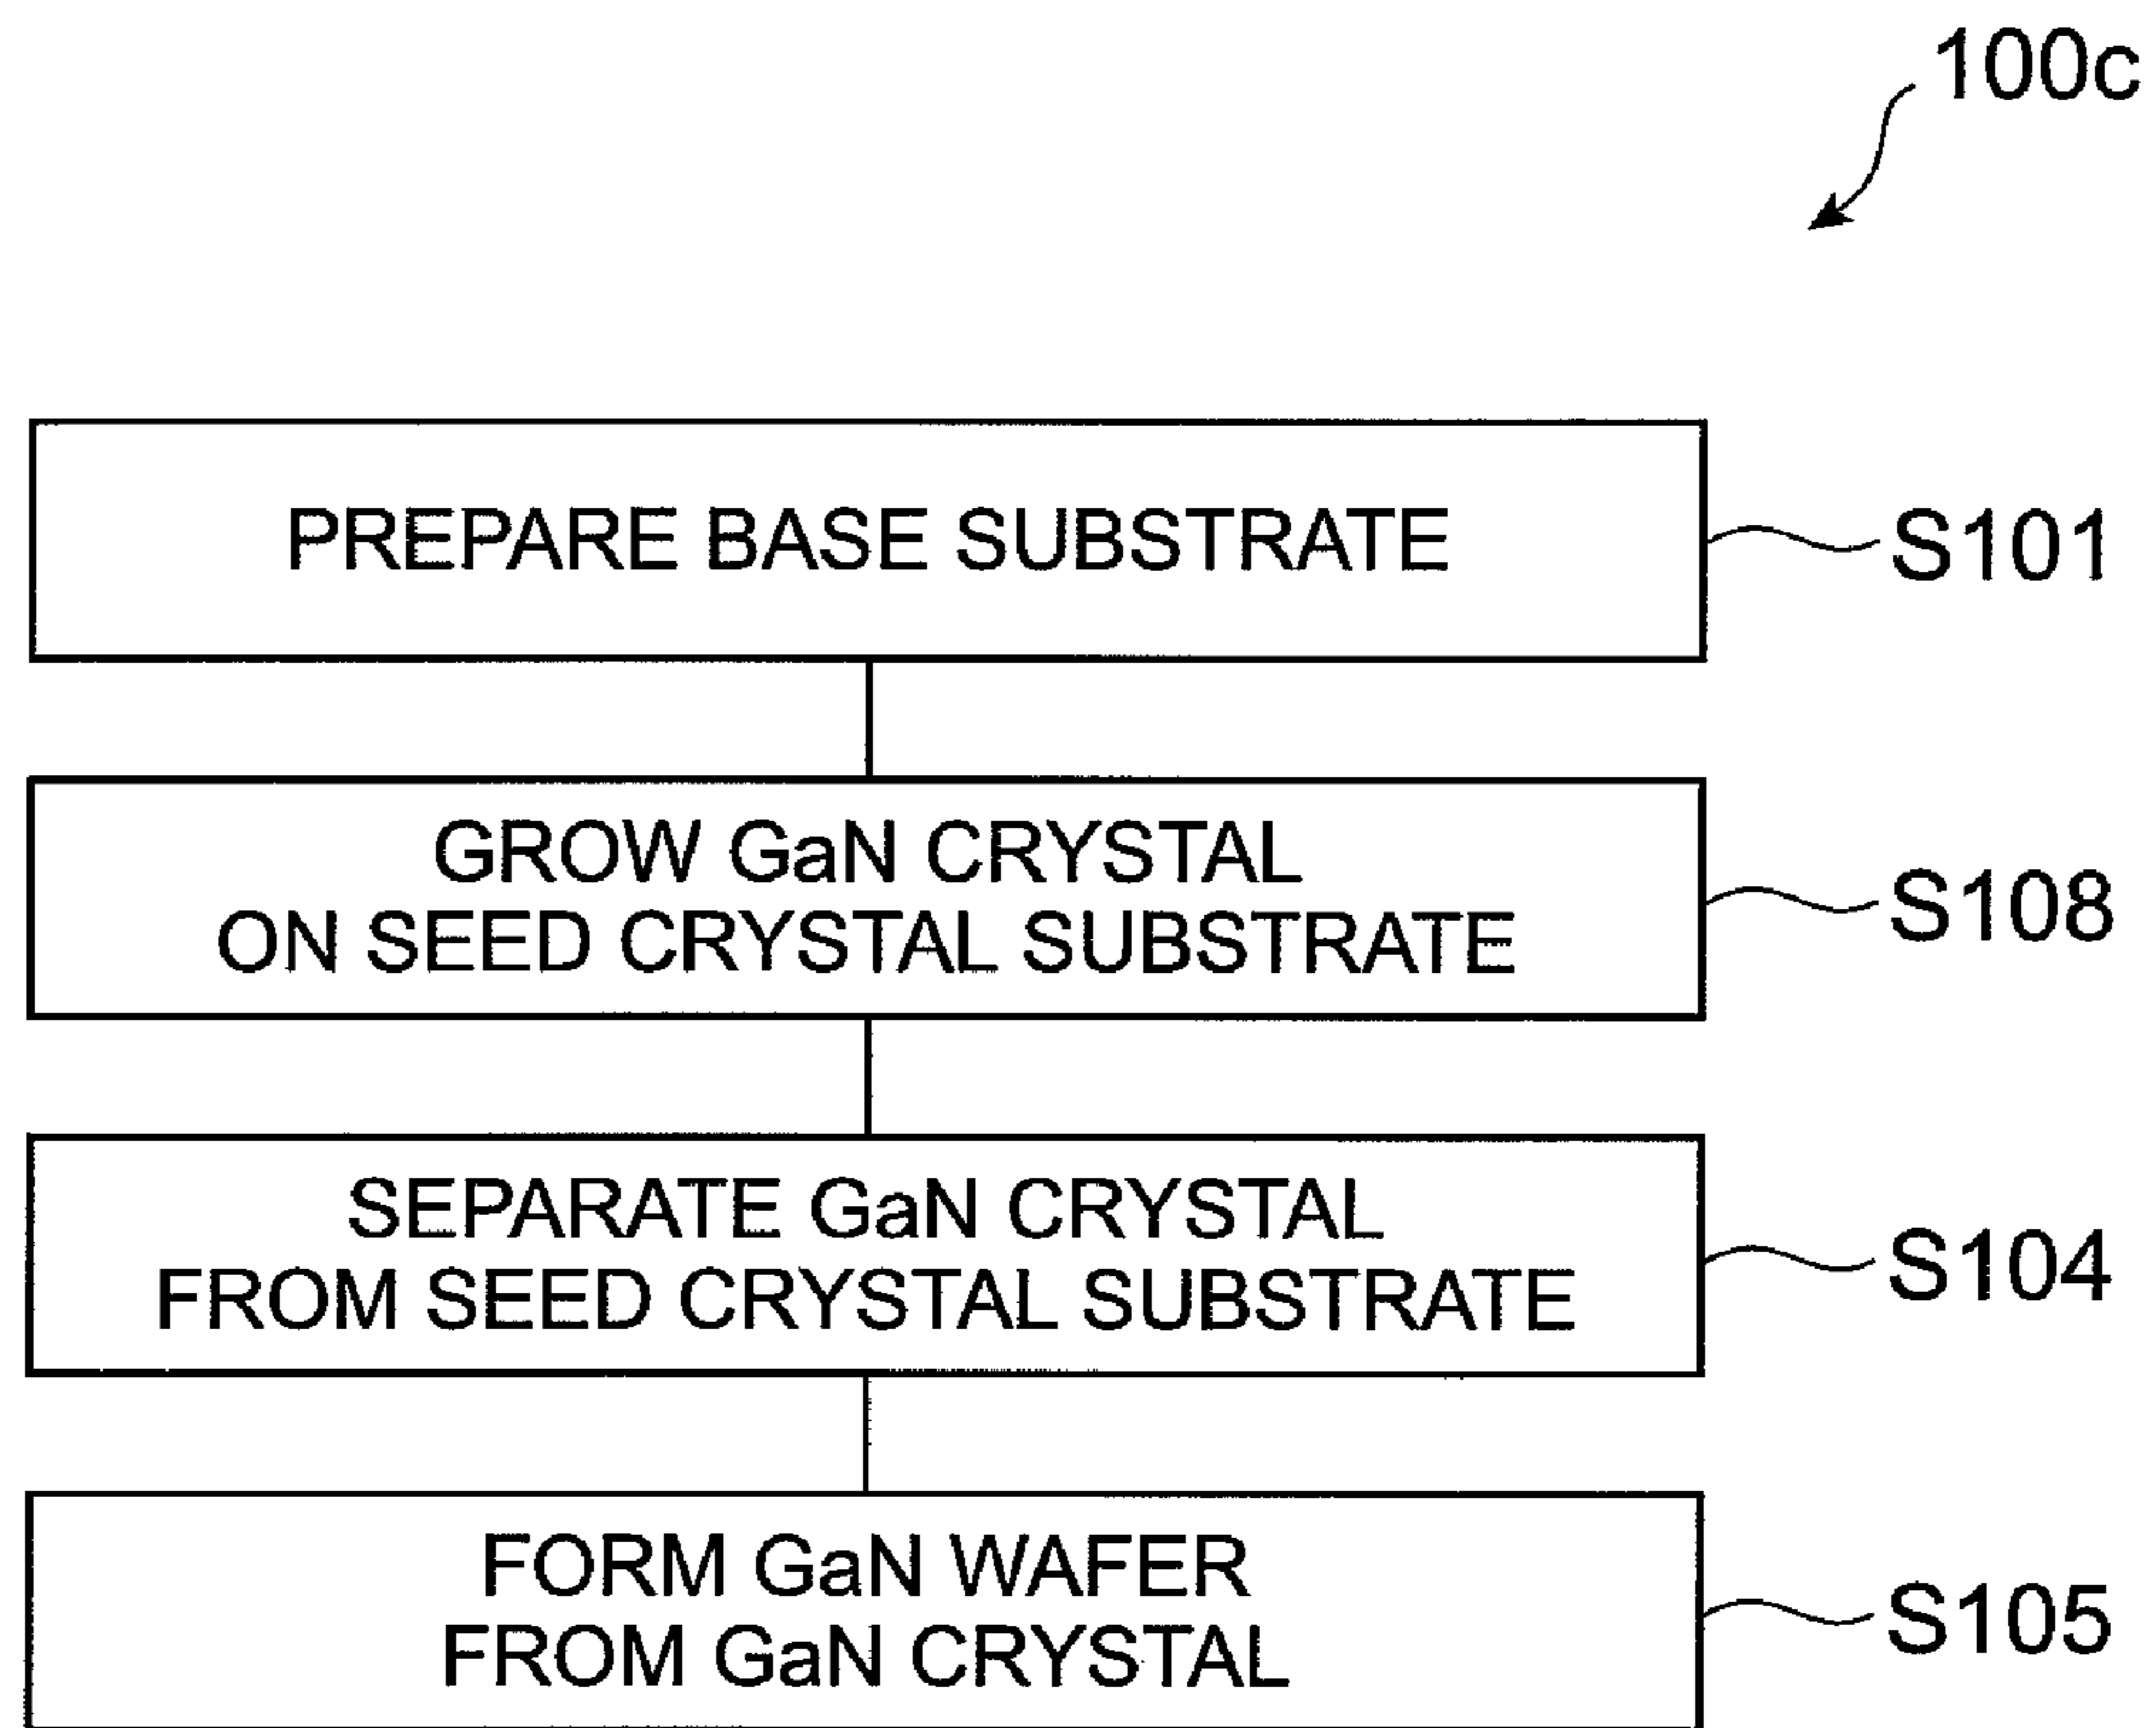 100c
PREPARE BASE SUBSTRATE
S101
GROW GaN CRYSTAL
ON SEED CRYSTAL SUBSTRATE
S108
SEPARATE GaN CRYSTAL
FROM SEED CRYSTAL SUBSTRATE
S104
FORM GaN WAFER
FROM GaN CRYSTAL
S105